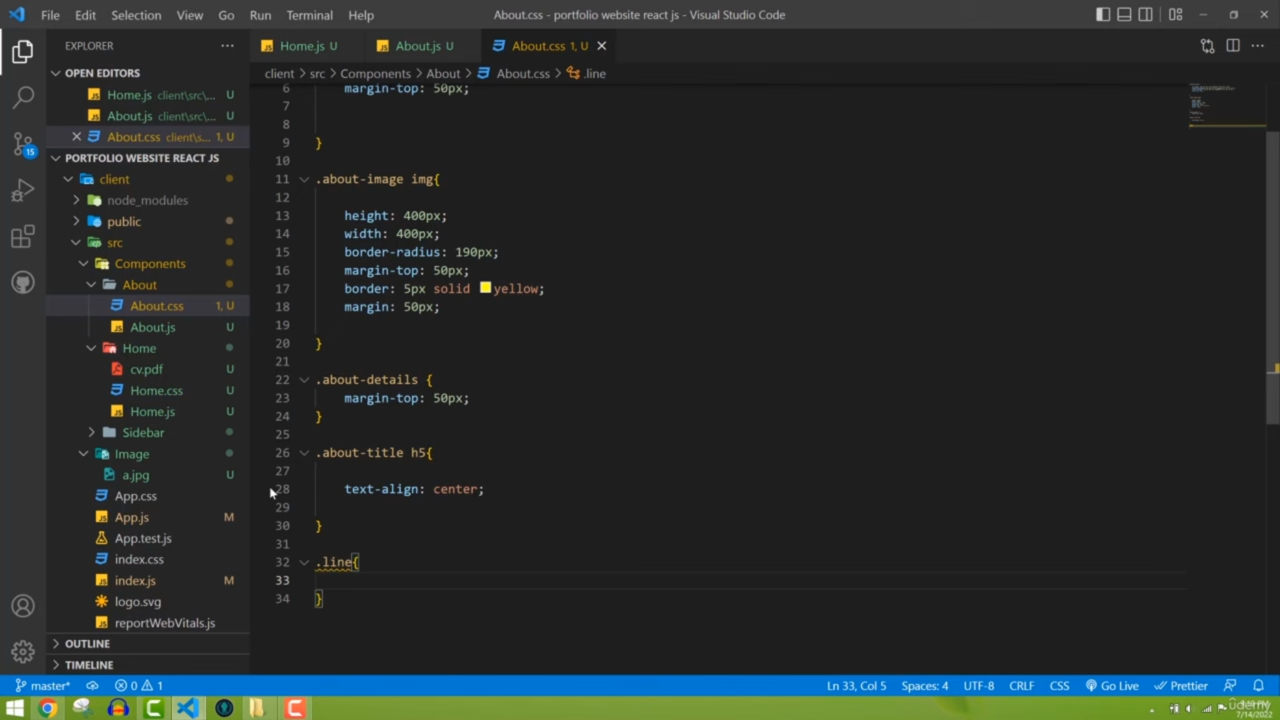 File Edit Selection View Go Run Terminal Help About.css - portfolio website react js - Visual Studio Code
EXPLORER
Home.js U About.js U About.css 1, U
client > src > Components > About > About.css > .line
OPEN EDITORS
Home.js client\src\... U
About.js client\src\... U
About.css client\s... 1, U
PORTFOLIO WEBSITE REACT JS
client
node_modules
public
src
Components
About
About.css 1, U
About.js U
Home
cv.pdf U
Home.css U
Home.js U
Sidebar
Image
a.jpg U
App.css
App.js M
App.test.js
index.css
index.js M
logo.svg
reportWebVitals.js
OUTLINE
TIMELINE
15
6 margin-top: 50px;
7
8
9 }
10
11 .about-image img{
12
13 height: 400px;
14 width: 400px;
15 border-radius: 190px;
16 margin-top: 50px;
17 border: 5px solid yellow;
18 margin: 50px;
19
20 }
21
22 .about-details {
23 margin-top: 50px;
24 }
25
26 .about-title h5{
27
28 text-align: center;
29
30 }
31
32 .line{
33
34 }
master* 0 1 Ln 33, Col 5 Spaces: 4 UTF-8 CRLF CSS Go Live Prettier
7/14/2022
udemy